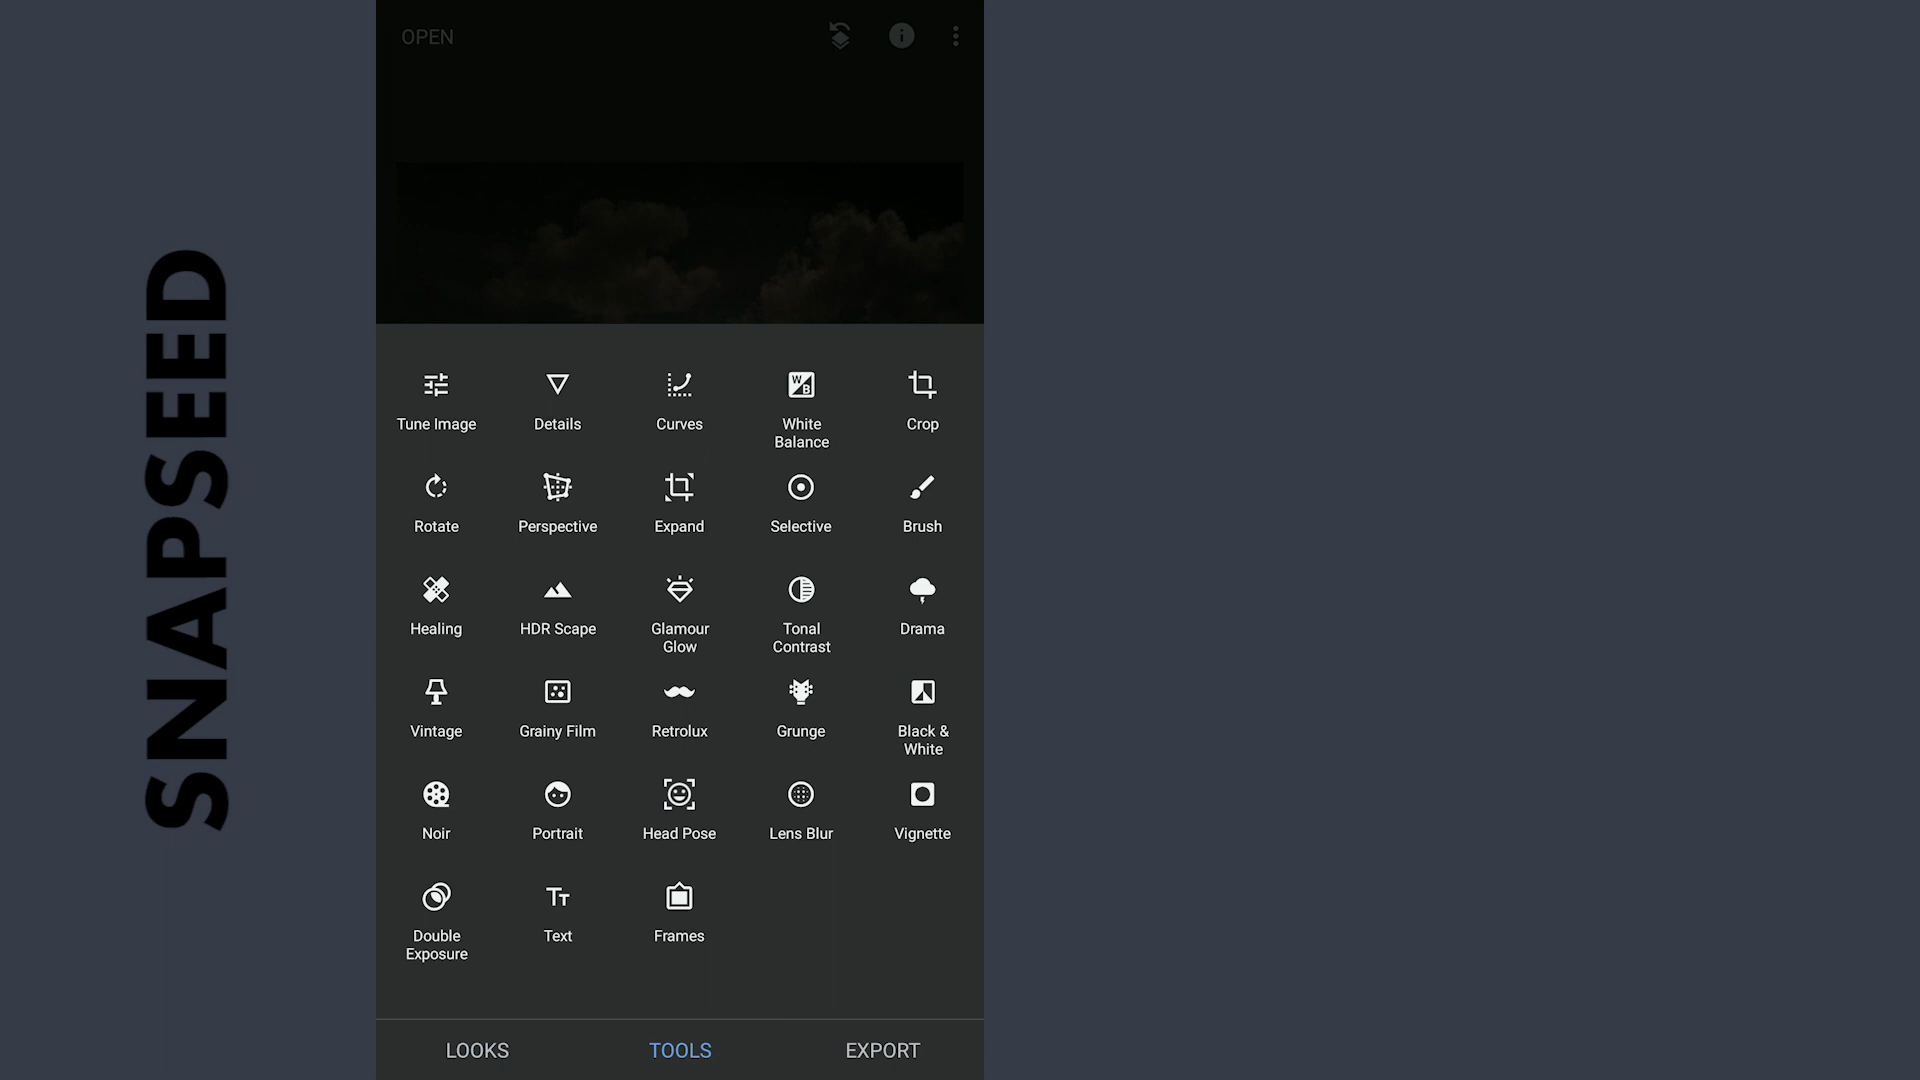 SNAPSEED
OPEN
Tune Image
Details
Curves
White
Balance
Crop
Rotate
Perspective
Expand
Selective
Brush
Healing
HDR Scape
Glamour
Glow
Tonal
Contrast
Drama
Vintage
Grainy Film
Retrolux
Grunge
Black &
White
Noir
Portrait
Head Pose
Lens Blur
Vignette
Double
Exposure
Text
Frames
LOOKS
TOOLS
EXPORT